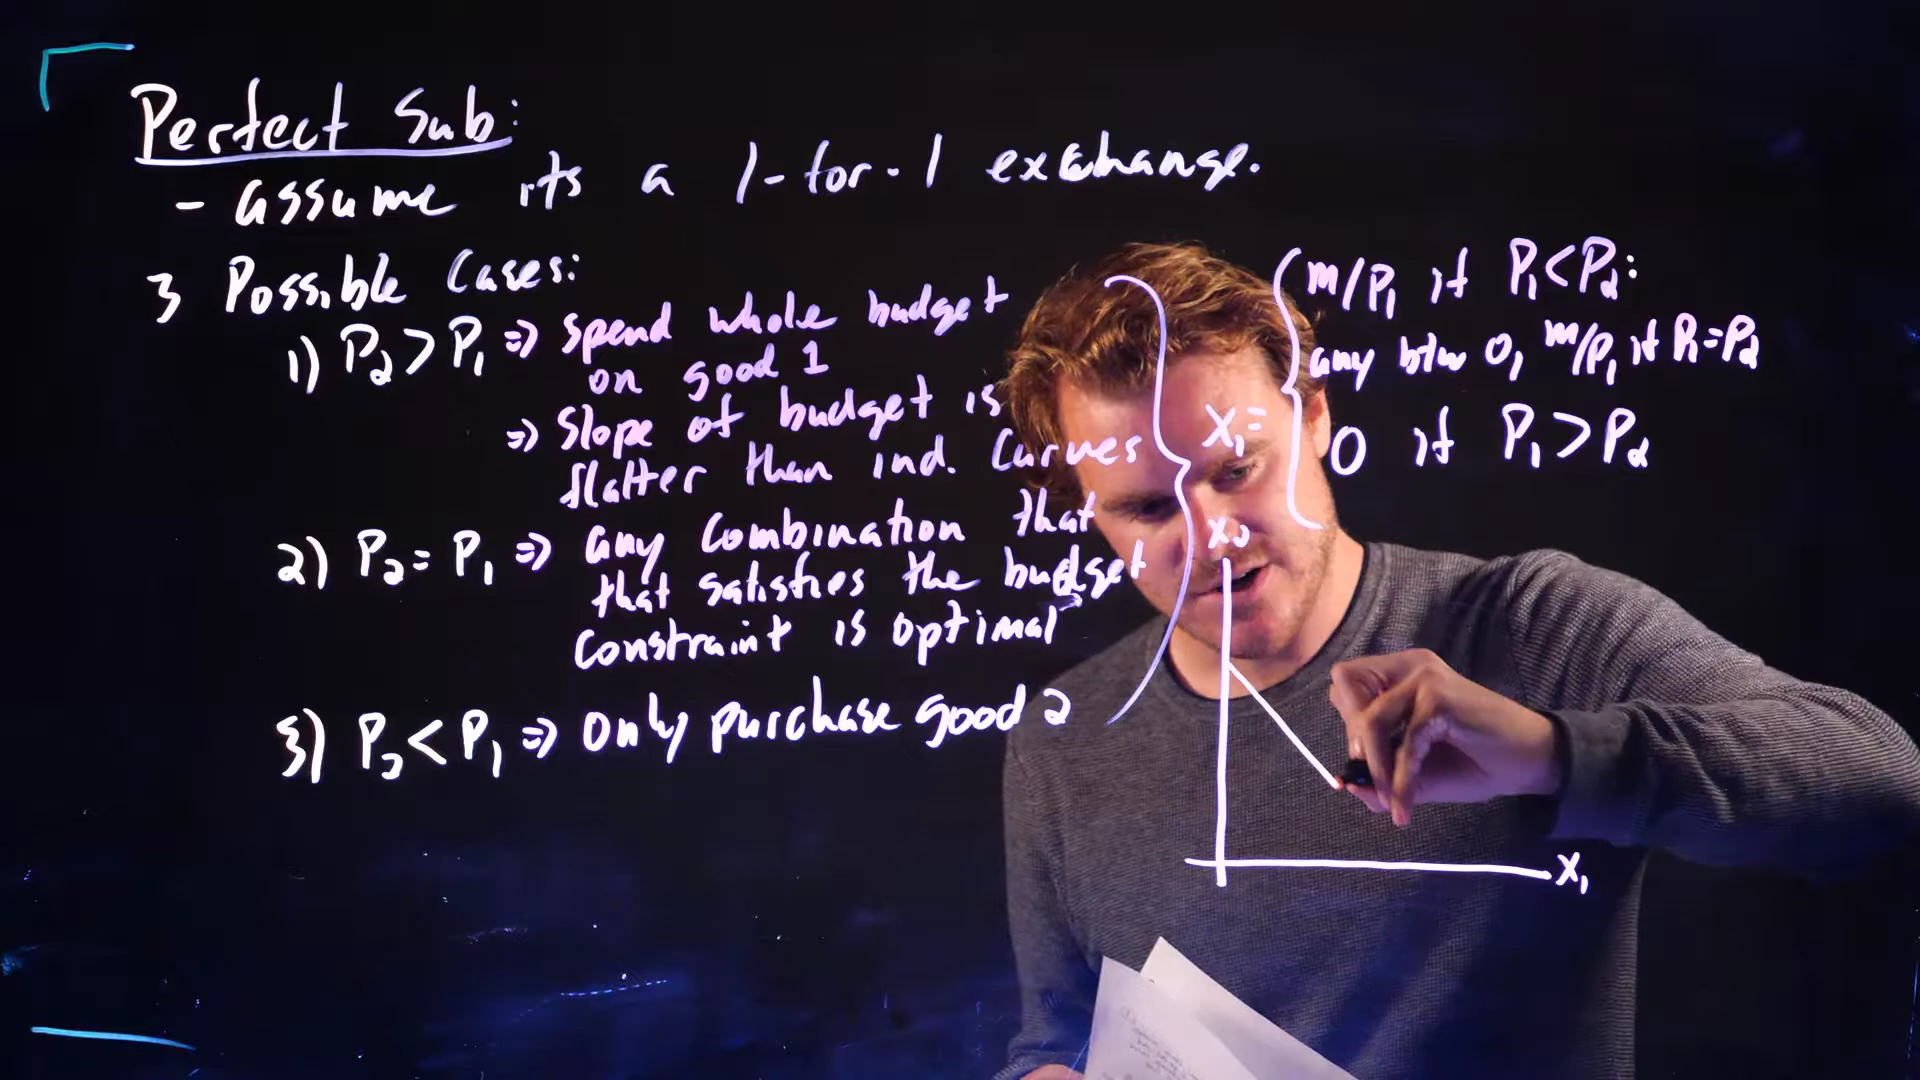 Perfect Sub:
- assume its a 1-for-1 exchange.
3 Possible Cases:
1) P₂ > P₁ ⇒ Spend whole budget
on good 1
⇒ Slope of budget is
flatter than ind. Curves
2) P₂ = P₁ ⇒ any Combination that
that satisfies the budget
Constraint is optimal
3) P₂ < P₁ ⇒ Only purchase good 2
X₁ =
m/P₁ if P₁ < P₂:
any btw 0, m/p₁ if P₁ = P₂
0 if P₁ > P₂
X₂
X₁